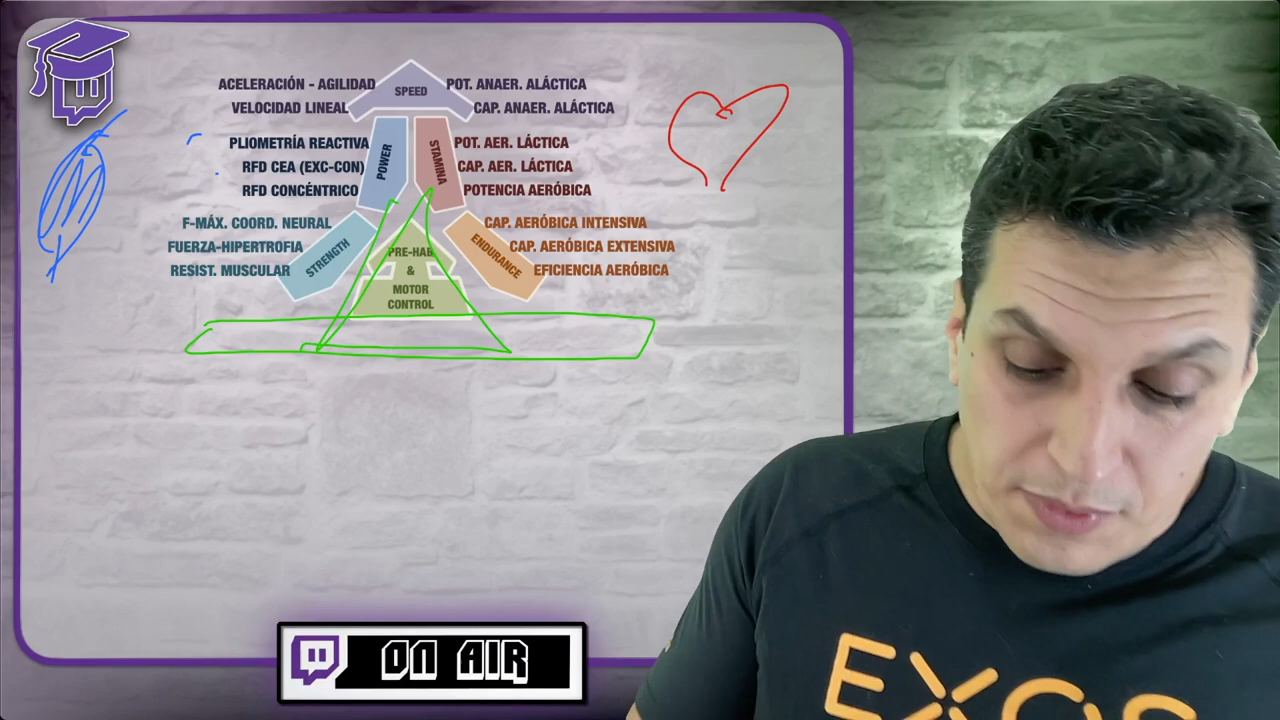 ACELERACIÓN - AGILIDAD
VELOCIDAD LINEAL
SPEED
POT. ANAER. ALÁCTICA
CAP. ANAER. ALÁCTICA
PLIOMETRÍA REACTIVA
RFD CEA (EXC-CON)
RFD CONCÉNTRICO
POWER
STAMINA
POT. AER. LÁCTICA
CAP. AER. LÁCTICA
POTENCIA AERÓBICA
F-MÁX. COORD. NEURAL
FUERZA-HIPERTROFIA
RESIST. MUSCULAR
STRENGTH
PRE-HAB
&
MOTOR
CONTROL
ENDURANCE
CAP. AERÓBICA INTENSIVA
CAP. AERÓBICA EXTENSIVA
EFICIENCIA AERÓBICA
ON AIR
EXOS